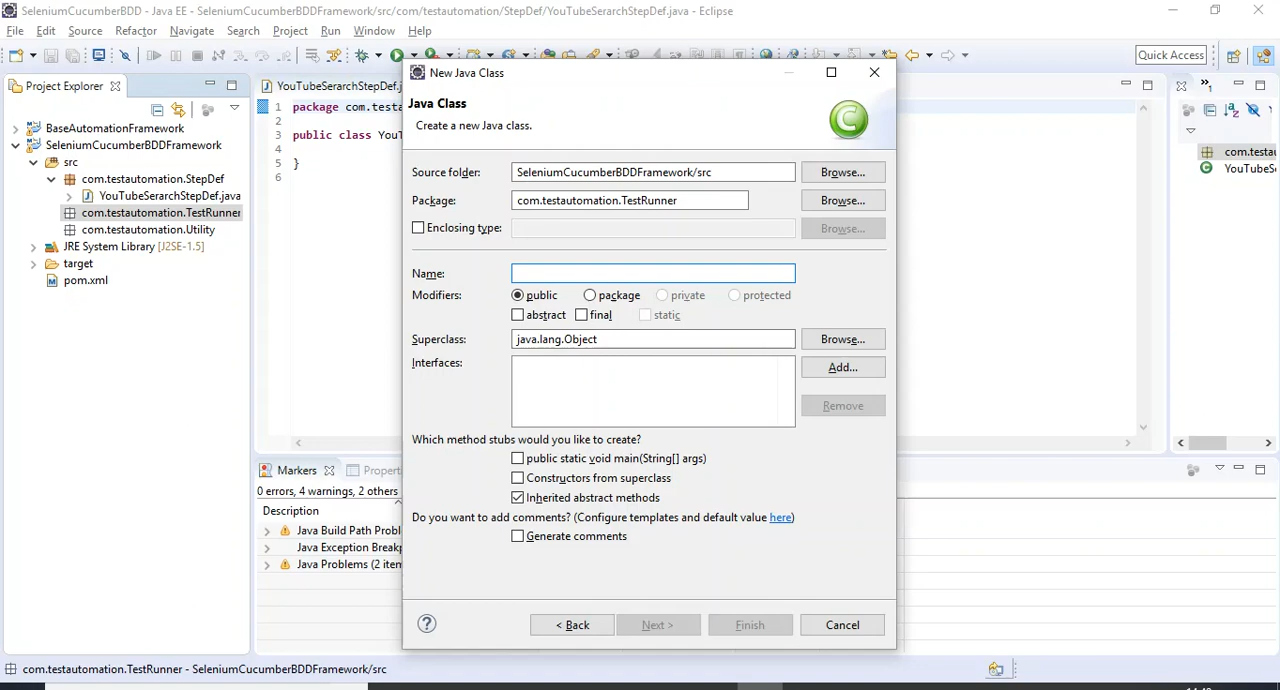 SeleniumCucumberBDD - Java EE - SeleniumCucumberBDDFramework/src/com/testautomation/StepDef/YouTubeSerarchStepDef.java - Eclipse
File Edit Source Refactor Navigate Search Project Run Window Help
Quick Access
Project Explorer
BaseAutomationFramework
SeleniumCucumberBDDFramework
src
com.testautomation.StepDef
YouTubeSerarchStepDef.java
com.testautomation.TestRunner
com.testautomation.Utility
JRE System Library [J2SE-1.5]
target
pom.xml
YouTubeSerarchStepDef.j
1 package com.testa
2
3 public class YouT
4
5 }
6
New Java Class
Java Class
Create a new Java class.
Source folder: SeleniumCucumberBDDFramework/src Browse...
Package: com.testautomation.TestRunner Browse...
Enclosing type: Browse...
Name:
Modifiers: public package private protected
abstract final static
Superclass: java.lang.Object Browse...
Interfaces: Add...
Remove
Which method stubs would you like to create?
public static void main(String[] args)
Constructors from superclass
Inherited abstract methods
Do you want to add comments? (Configure templates and default value here)
Generate comments
? < Back Next > Finish Cancel
com.testau
YouTubeS
Markers Propert
0 errors, 4 warnings, 2 others
Description
Java Build Path Probl
Java Exception Breakp
Java Problems (2 iten
com.testautomation.TestRunner - SeleniumCucumberBDDFramework/src